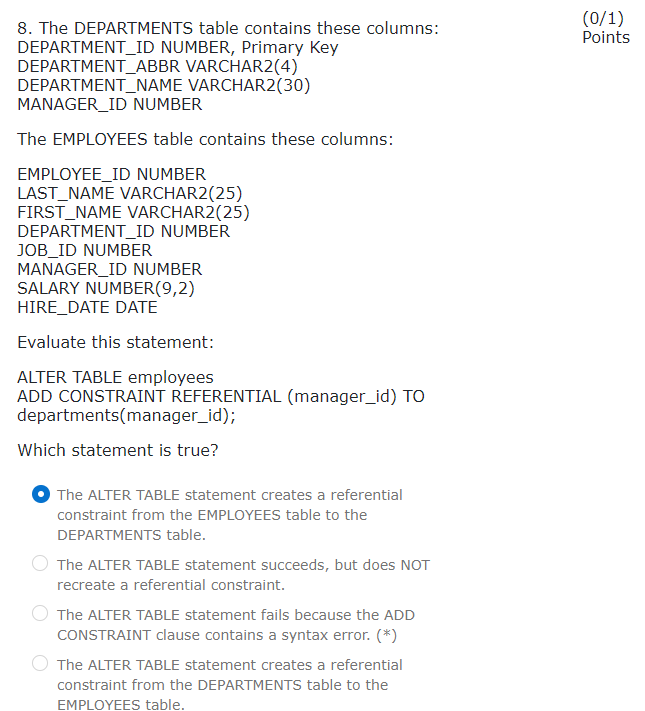 8. The DEPARTMENTS table contains these columns:
DEPARTMENT_ID NUMBER, Primary Key
DEPARTMENT_ABBR VARCHAR2(4)
DEPARTMENT_NAME VARCHAR2(30)
MANAGER_ID NUMBER
(0/1)
Points
The EMPLOYEES table contains these columns:
EMPLOYEE_ID NUMBER
LAST_NAME VARCHAR2(25)
FIRST_NAME VARCHAR2(25)
DEPARTMENT_ID NUMBER
JOB_ID NUMBER
MANAGER_ID NUMBER
SALARY NUMBER(9,2)
HIRE_DATE DATE
Evaluate this statement:
ALTER TABLE employees
ADD CONSTRAINT REFERENTIAL (manager_id) TO
departments(manager_id);
Which statement is true?
The ALTER TABLE statement creates a referential
constraint from the EMPLOYEES table to the
DEPARTMENTS table.
The ALTER TABLE statement succeeds, but does NOT
recreate a referential constraint.
The ALTER TABLE statement fails because the ADD
CONSTRAINT clause contains a syntax error. (*)
The ALTER TABLE statement creates a referential
constraint from the DEPARTMENTS table to the
EMPLOYEES table.